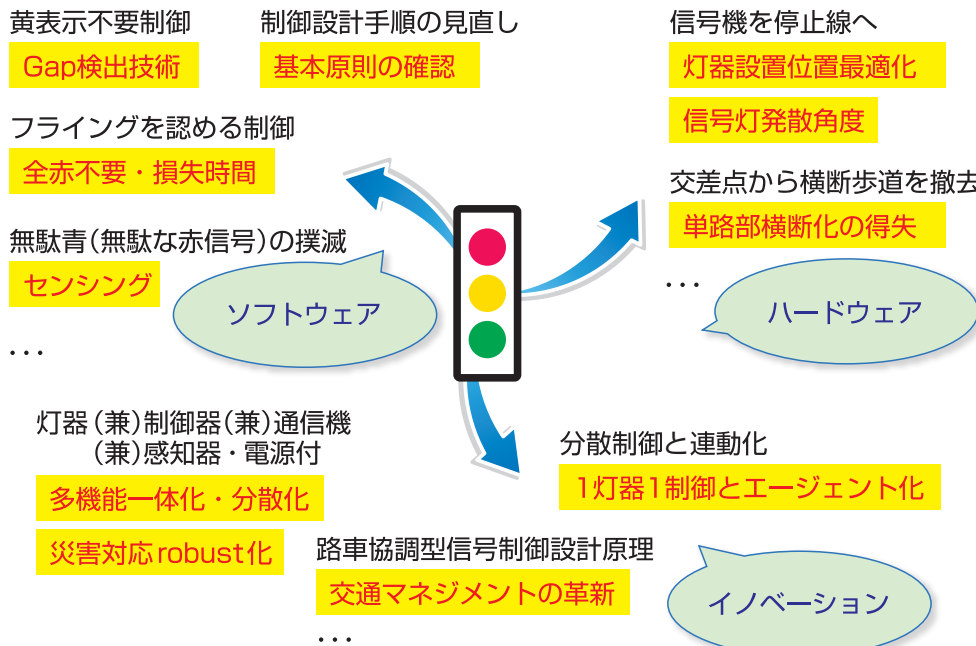 黄表示不要制御
Gap検出技術
制御設計手順の見直し
基本原則の確認
フライングを認める制御
全赤不要・損失時間
無駄青(無駄な赤信号)の撲滅
センシング
…
ソフトウェア
信号機を停止線へ
灯器設置位置最適化
信号灯発散角度
交差点から横断歩道を撤去
単路部横断化の得失
…
ハードウェア
灯器(兼)制御器(兼)通信機
(兼)感知器・電源付
多機能一体化・分散化
災害対応robust化
分散制御と連動化
1灯器1制御とエージェント化
路車協調型信号制御設計原理
交通マネジメントの革新
…
イノベーション